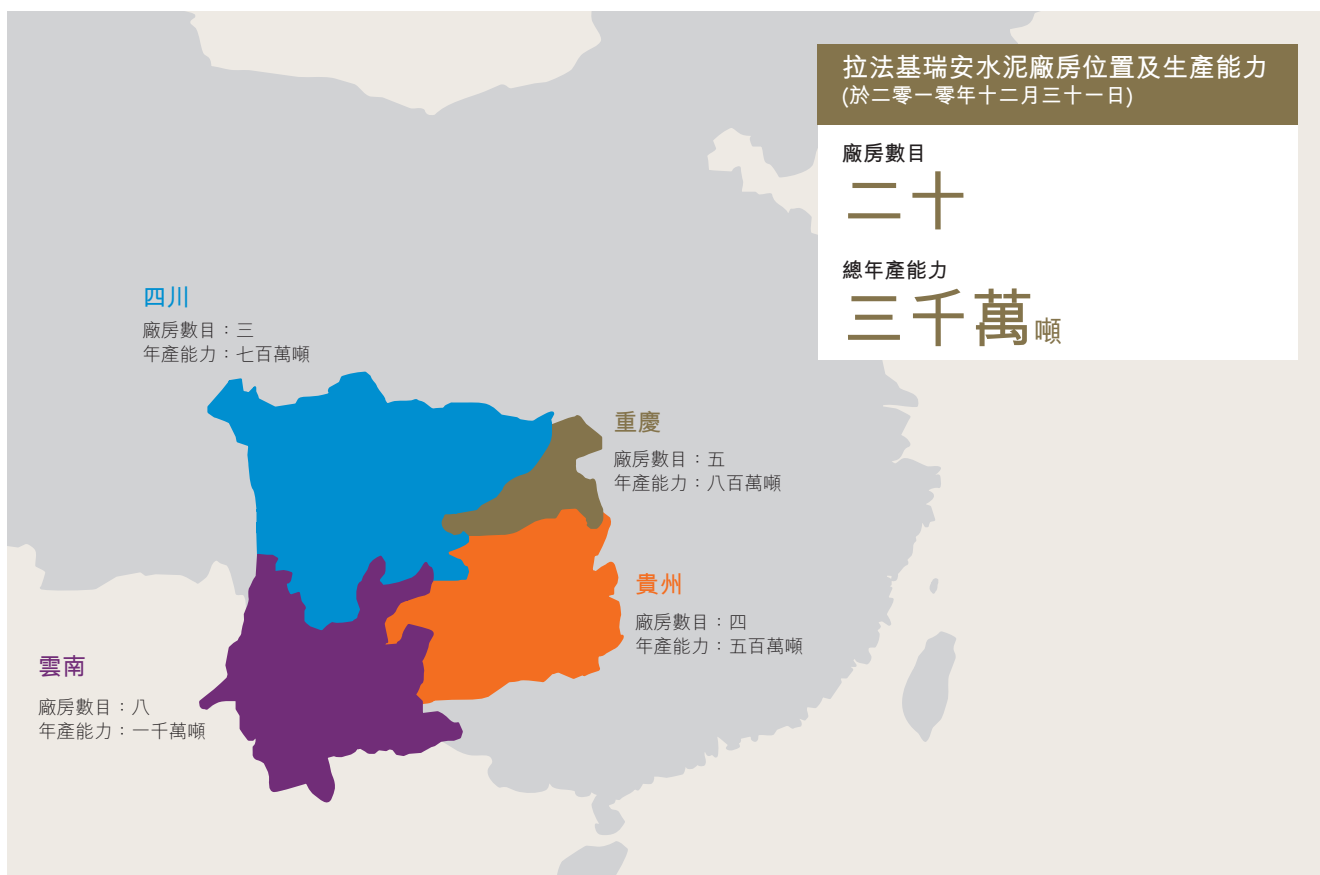 拉法基瑞安水泥廠房位置及生產能力
(於二零一零年十二月三十一日)
廠房數目
二十
總年產能力
三千萬噸
四川
廠房數目：三
年產能力：七百萬噸
重慶
廠房數目：五
年產能力：八百萬噸
貴州
廠房數目：四
年產能力：五百萬噸
雲南
廠房數目：八
年產能力：一千萬噸